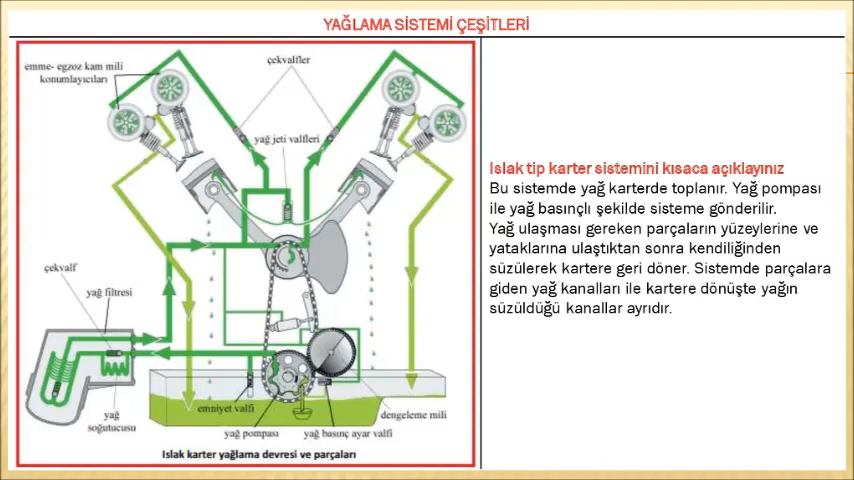 YAĞLAMA SİSTEMİ ÇEŞİTLERİ
emme- egzoz kam mili
konumlayıcıları
çekvalfler
yağ jeti valfleri
çekvalf
yağ filtresi
yağ
soğutucusu
emniyet valfi
yağ pompası
yağ basınç ayar valfi
dengeleme mili
Islak karter yağlama devresi ve parçaları
Islak tip karter sistemini kısaca açıklayınız
Bu sistemde yağ karterde toplanır. Yağ pompası
ile yağ basınçlı şekilde sisteme gönderilir.
Yağ ulaşması gereken parçaların yüzeylerine ve
yataklarına ulaştıktan sonra kendiliğinden
süzülerek kartere geri döner. Sistemde parçalara
giden yağ kanalları ile kartere dönüşte yağın
süzüldüğü kanallar ayrıdır.